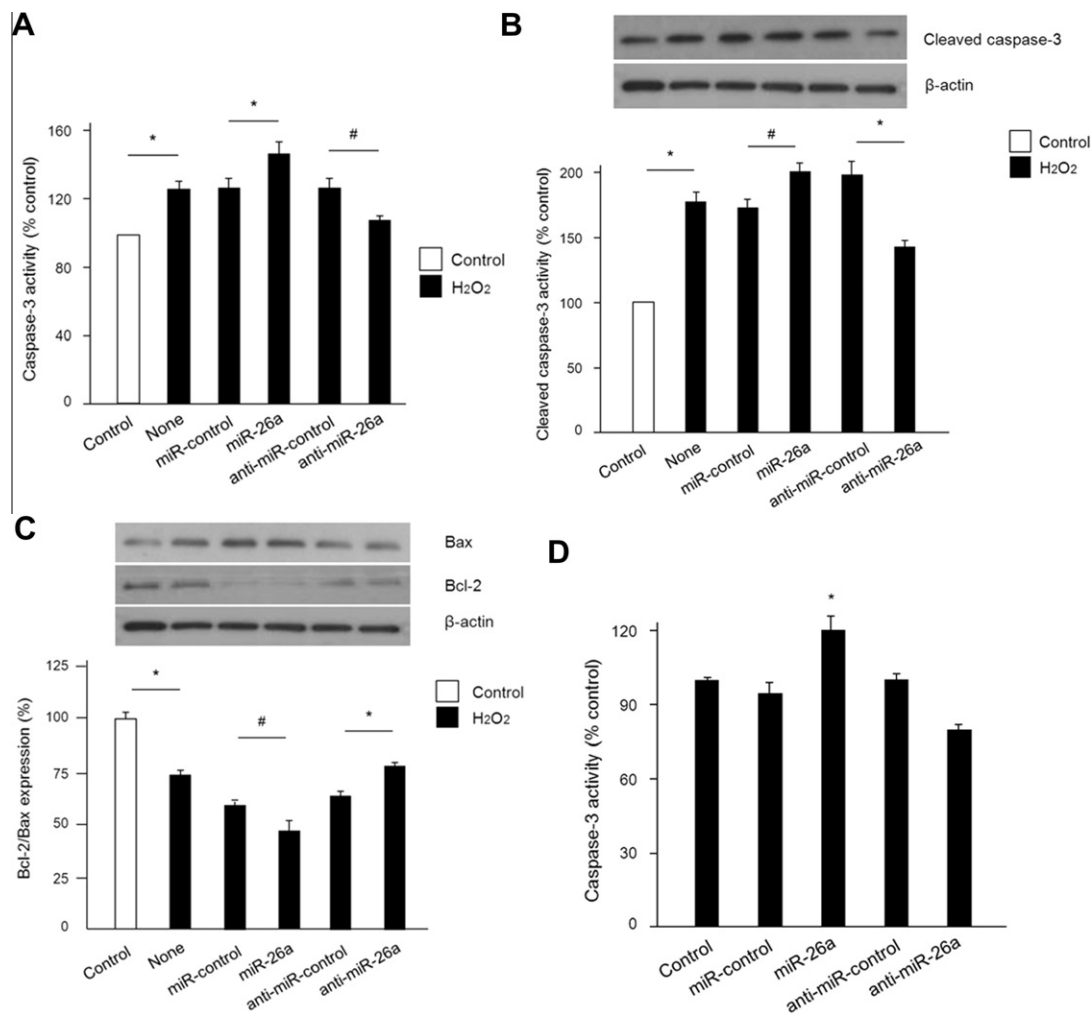 A
Caspase-3 activity (% control)
160
120
80
40
0
*
*
#
Control
None
miR-control
miR-26a
anti-miR-control
anti-miR-26a
Control
H2O2
B
Cleaved caspase-3
β-actin
Cleaved caspase-3 activity (% control)
200
150
100
50
0
*
#
*
Control
None
miR-control
miR-26a
anti-miR-control
anti-miR-26a
Control
H2O2
C
Bax
Bcl-2
β-actin
Bcl-2/Bax expression (%)
125
100
75
50
25
0
*
#
*
Control
None
miR-control
miR-26a
anti-miR-control
anti-miR-26a
Control
H2O2
D
Caspase-3 activity (% control)
120
90
60
30
0
*
Control
miR-control
miR-26a
anti-miR-control
anti-miR-26a